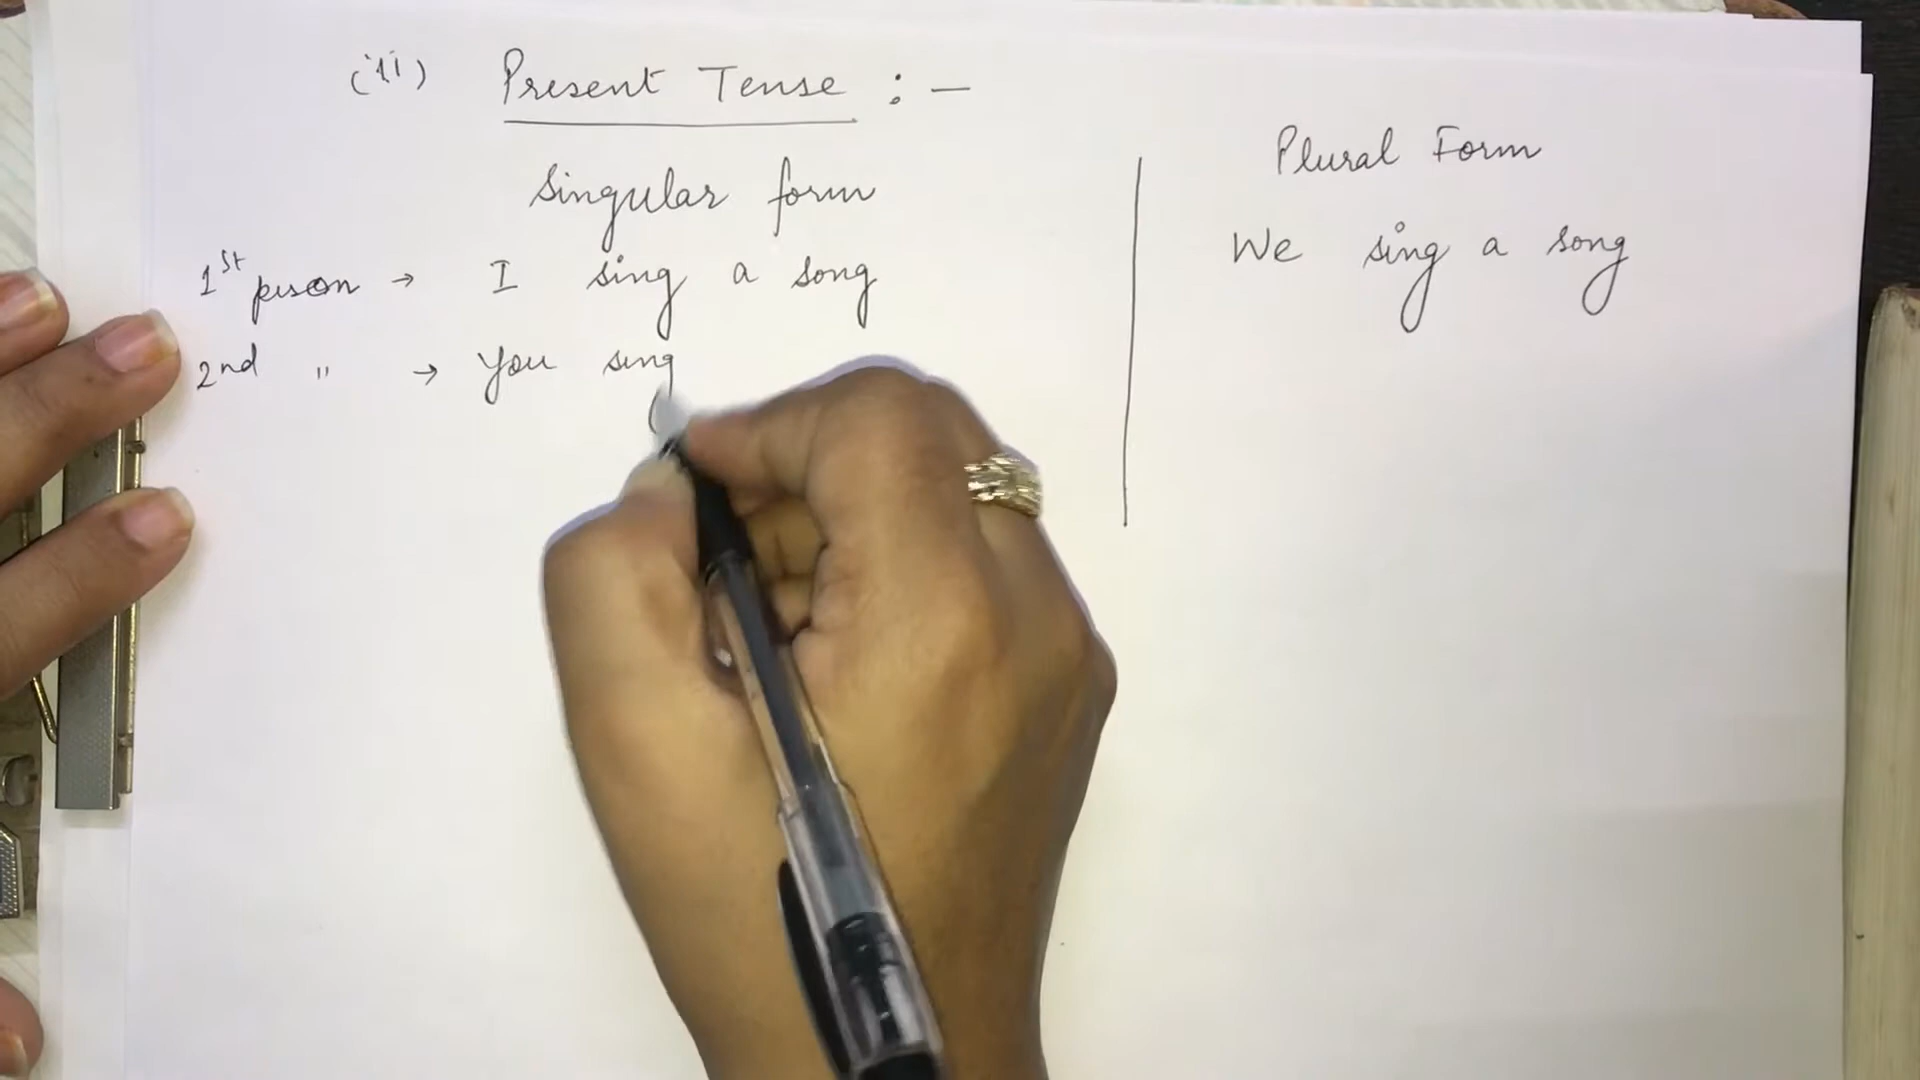 (ii) Present Tense : —
Singular form
1st person → I sing a song
2nd " → You sing
Plural Form
We sing a song